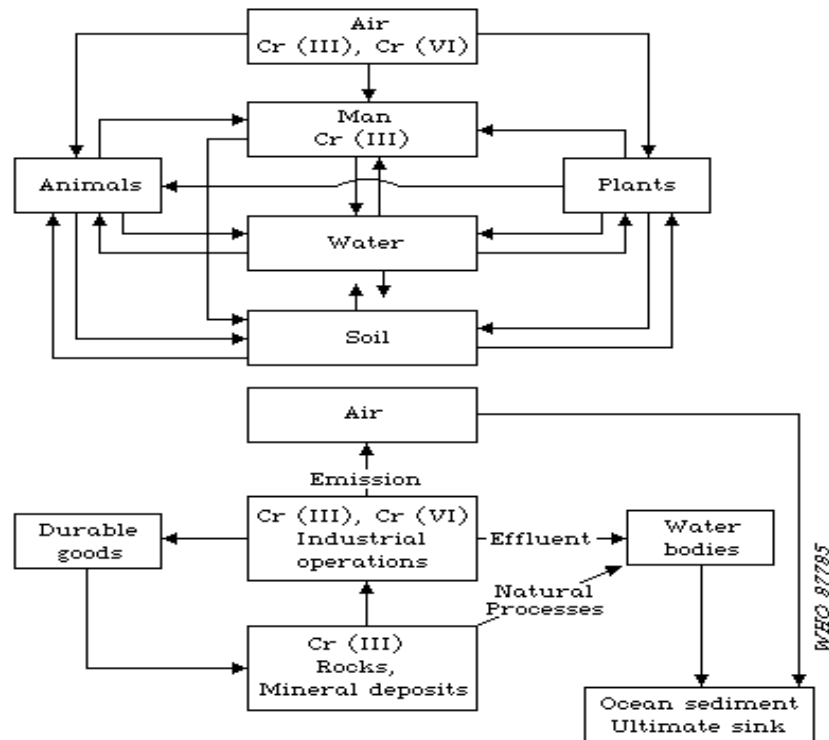 Air
Cr (III), Cr (VI)
Man
Cr (III)
Animals
Plants
Water
Soil
Air
Emission
Cr (III), Cr (VI)
Industrial
operations
Durable
goods
Effluent
Water
bodies
Natural
Processes
Cr (III)
Rocks,
Mineral deposits
Ocean sediment
Ultimate sink
WHO 87785